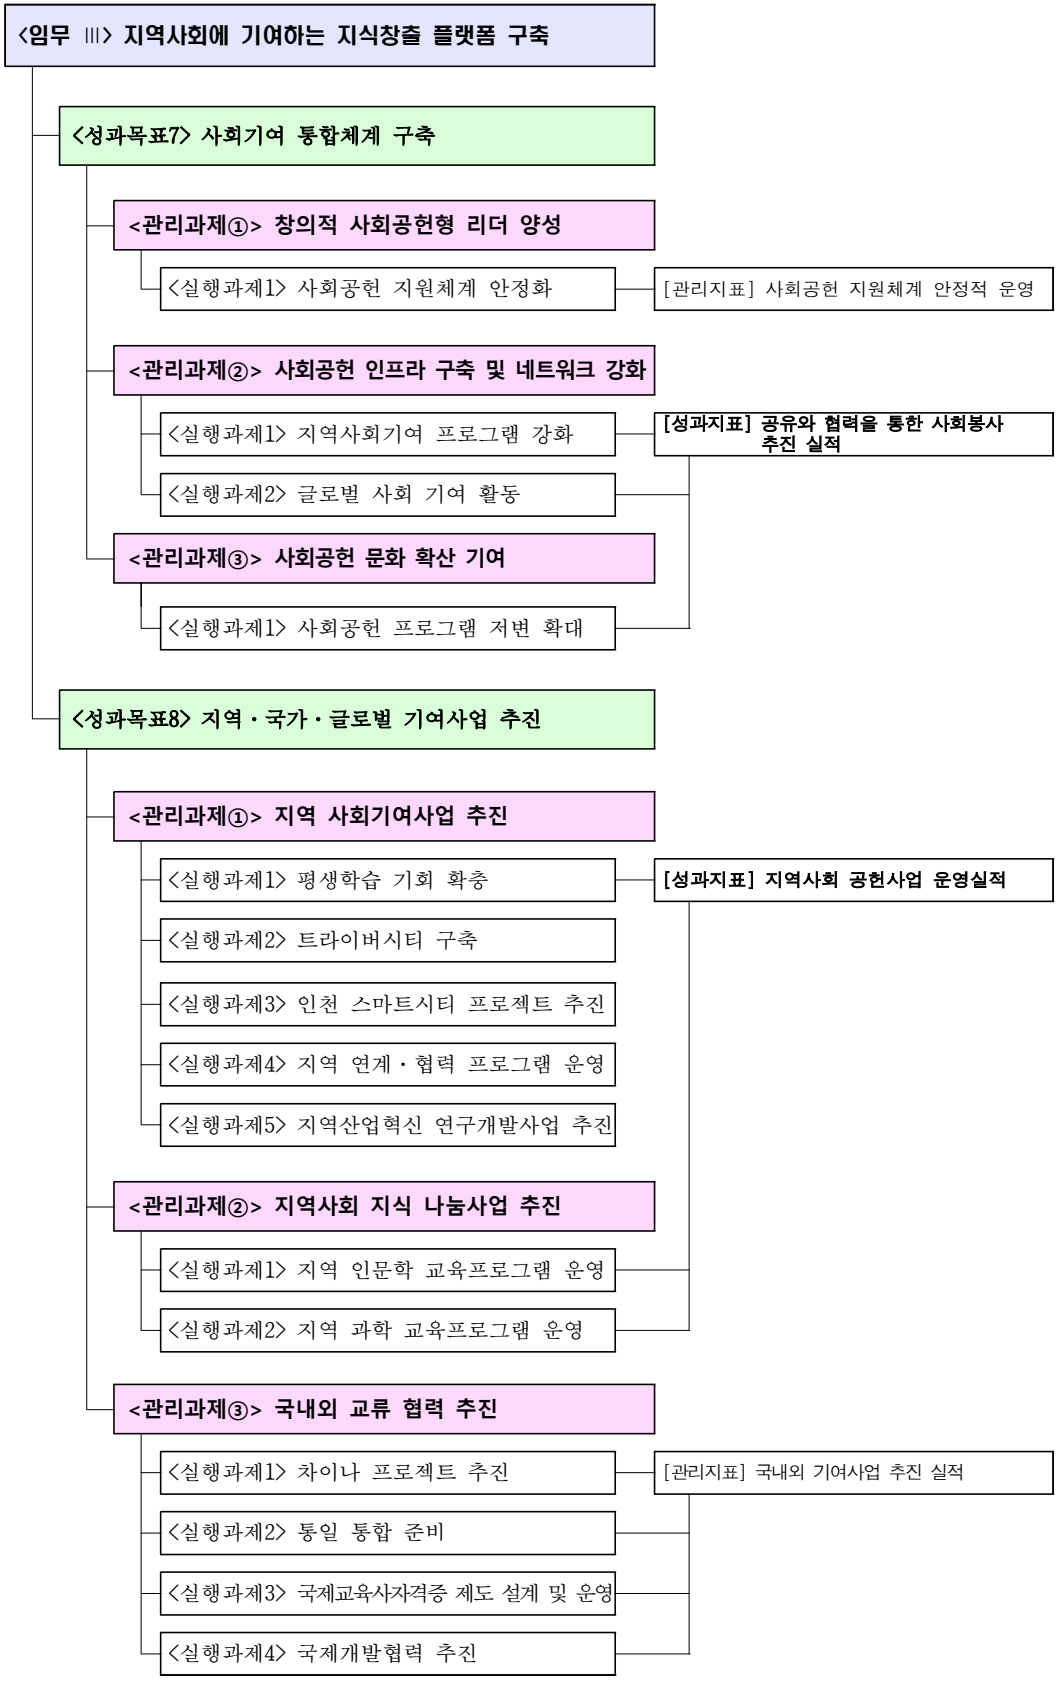 <임무 Ⅲ> 지역사회에 기여하는 지식창출 플랫폼 구축
<성과목표7> 사회기여 통합체계 구축
<관리과제①> 창의적 사회공헌형 리더 양성
<실행과제1> 사회공헌 지원체계 안정화
[관리지표] 사회공헌 지원체계 안정적 운영
<관리과제②> 사회공헌 인프라 구축 및 네트워크 강화
<실행과제1> 지역사회기여 프로그램 강화
[성과지표] 공유와 협력을 통한 사회봉사
추진 실적
<실행과제2> 글로벌 사회 기여 활동
<관리과제③> 사회공헌 문화 확산 기여
<실행과제1> 사회공헌 프로그램 저변 확대
<성과목표8> 지역・국가・글로벌 기여사업 추진
<관리과제①> 지역 사회기여사업 추진
<실행과제1> 평생학습 기회 확충
[성과지표] 지역사회 공헌사업 운영실적
<실행과제2> 트라이버시티 구축
<실행과제3> 인천 스마트시티 프로젝트 추진
<실행과제4> 지역 연계・협력 프로그램 운영
<실행과제5> 지역산업혁신 연구개발사업 추진
<관리과제②> 지역사회 지식 나눔사업 추진
<실행과제1> 지역 인문학 교육프로그램 운영
<실행과제2> 지역 과학 교육프로그램 운영
<관리과제③> 국내외 교류 협력 추진
<실행과제1> 차이나 프로젝트 추진
[관리지표] 국내외 기여사업 추진 실적
<실행과제2> 통일 통합 준비
<실행과제3> 국제교육사자격증 제도 설계 및 운영
<실행과제4> 국제개발협력 추진